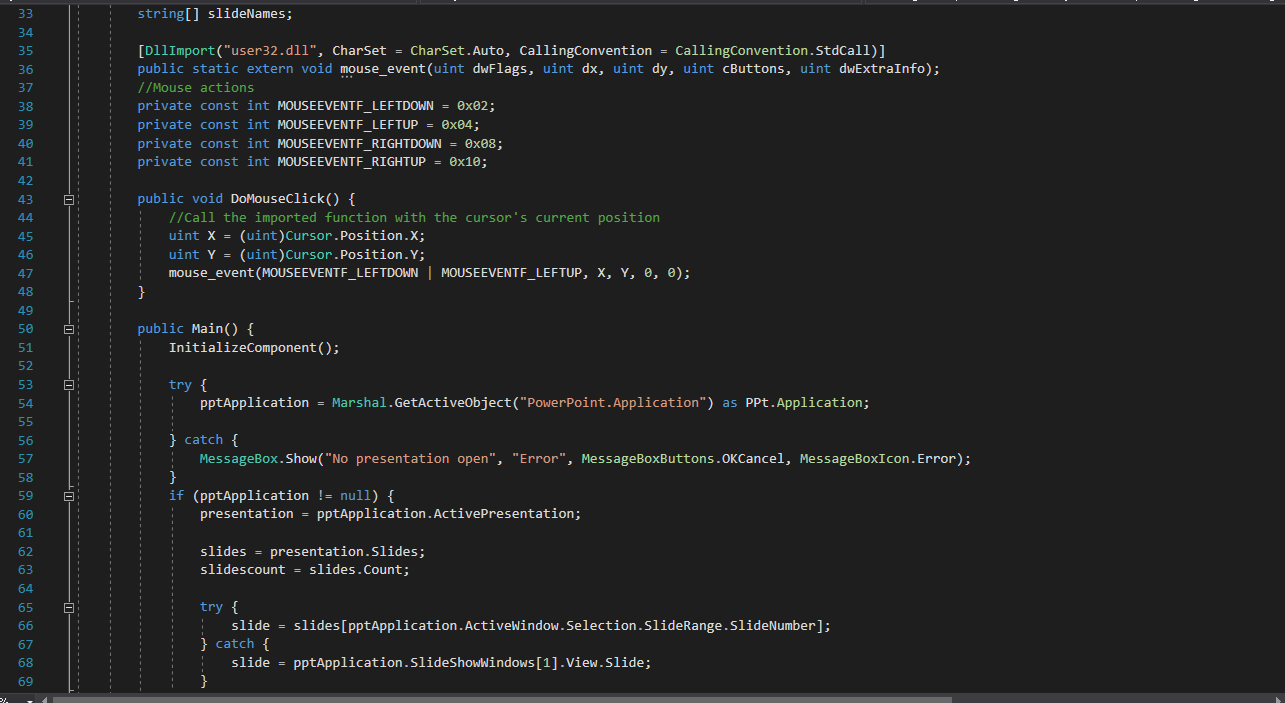 33 string[] slideNames;
34
35 [DllImport("user32.dll", CharSet = CharSet.Auto, CallingConvention = CallingConvention.StdCall)]
36 public static extern void mouse_event(uint dwFlags, uint dx, uint dy, uint cButtons, uint dwExtraInfo);
37 //Mouse actions
38 private const int MOUSEEVENTF_LEFTDOWN = 0x02;
39 private const int MOUSEEVENTF_LEFTUP = 0x04;
40 private const int MOUSEEVENTF_RIGHTDOWN = 0x08;
41 private const int MOUSEEVENTF_RIGHTUP = 0x10;
42
43 public void DoMouseClick() {
44 //Call the imported function with the cursor's current position
45 uint X = (uint)Cursor.Position.X;
46 uint Y = (uint)Cursor.Position.Y;
47 mouse_event(MOUSEEVENTF_LEFTDOWN | MOUSEEVENTF_LEFTUP, X, Y, 0, 0);
48 }
49
50 public Main() {
51 InitializeComponent();
52
53 try {
54 pptApplication = Marshal.GetActiveObject("PowerPoint.Application") as PPt.Application;
55
56 } catch {
57 MessageBox.Show("No presentation open", "Error", MessageBoxButtons.OKCancel, MessageBoxIcon.Error);
58 }
59 if (pptApplication != null) {
60 presentation = pptApplication.ActivePresentation;
61
62 slides = presentation.Slides;
63 slidescount = slides.Count;
64
65 try {
66 slide = slides[pptApplication.ActiveWindow.Selection.SlideRange.SlideNumber];
67 } catch {
68 slide = pptApplication.SlideShowWindows[1].View.Slide;
69 }